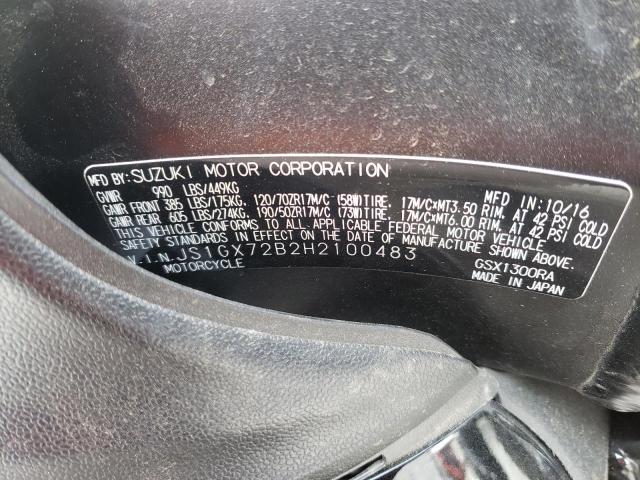 MFD BY: SUZUKI MOTOR CORPORATION MFD IN: 10/16
GVWR 990 LBS/449KG
GAWR FRONT 385 LBS/175KG, 120/70ZR17M/C (58W)TIRE, 17M/C×MT3.50 RIM, AT 42 PSI COLD
GAWR REAR 605 LBS/274KG, 190/50ZR17M/C (73W)TIRE, 17M/C×MT6.00 RIM, AT 42 PSI COLD
THIS VEHICLE CONFORMS TO ALL APPLICABLE FEDERAL MOTOR VEHICLE
SAFETY STANDARDS IN EFFECT ON THE DATE OF MANUFACTURE SHOWN ABOVE.
V.I.N. JS1GX72B2H2100483 GSX1300RA
MOTORCYCLE MADE IN JAPAN